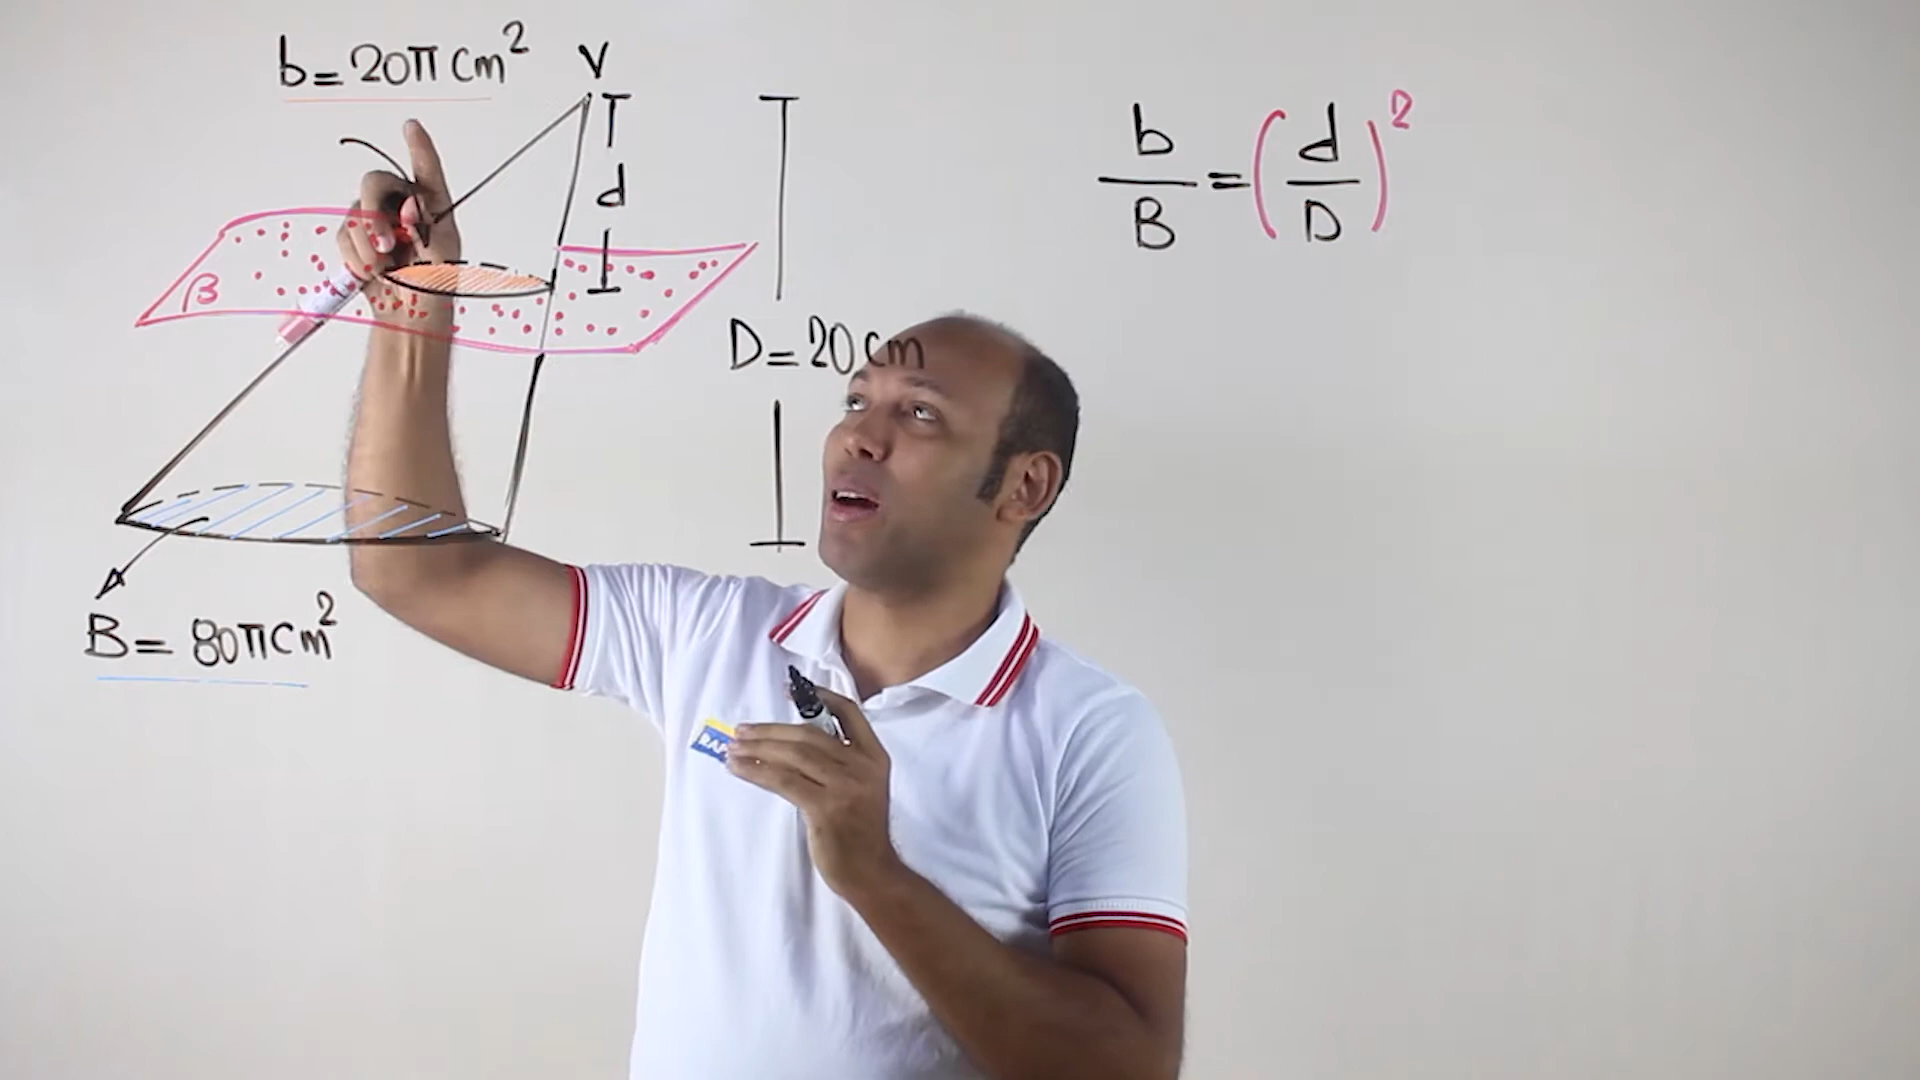 b = 20π cm²
V
d
β
D = 20 cm
B = 80π cm²
b/B = (d/D)²